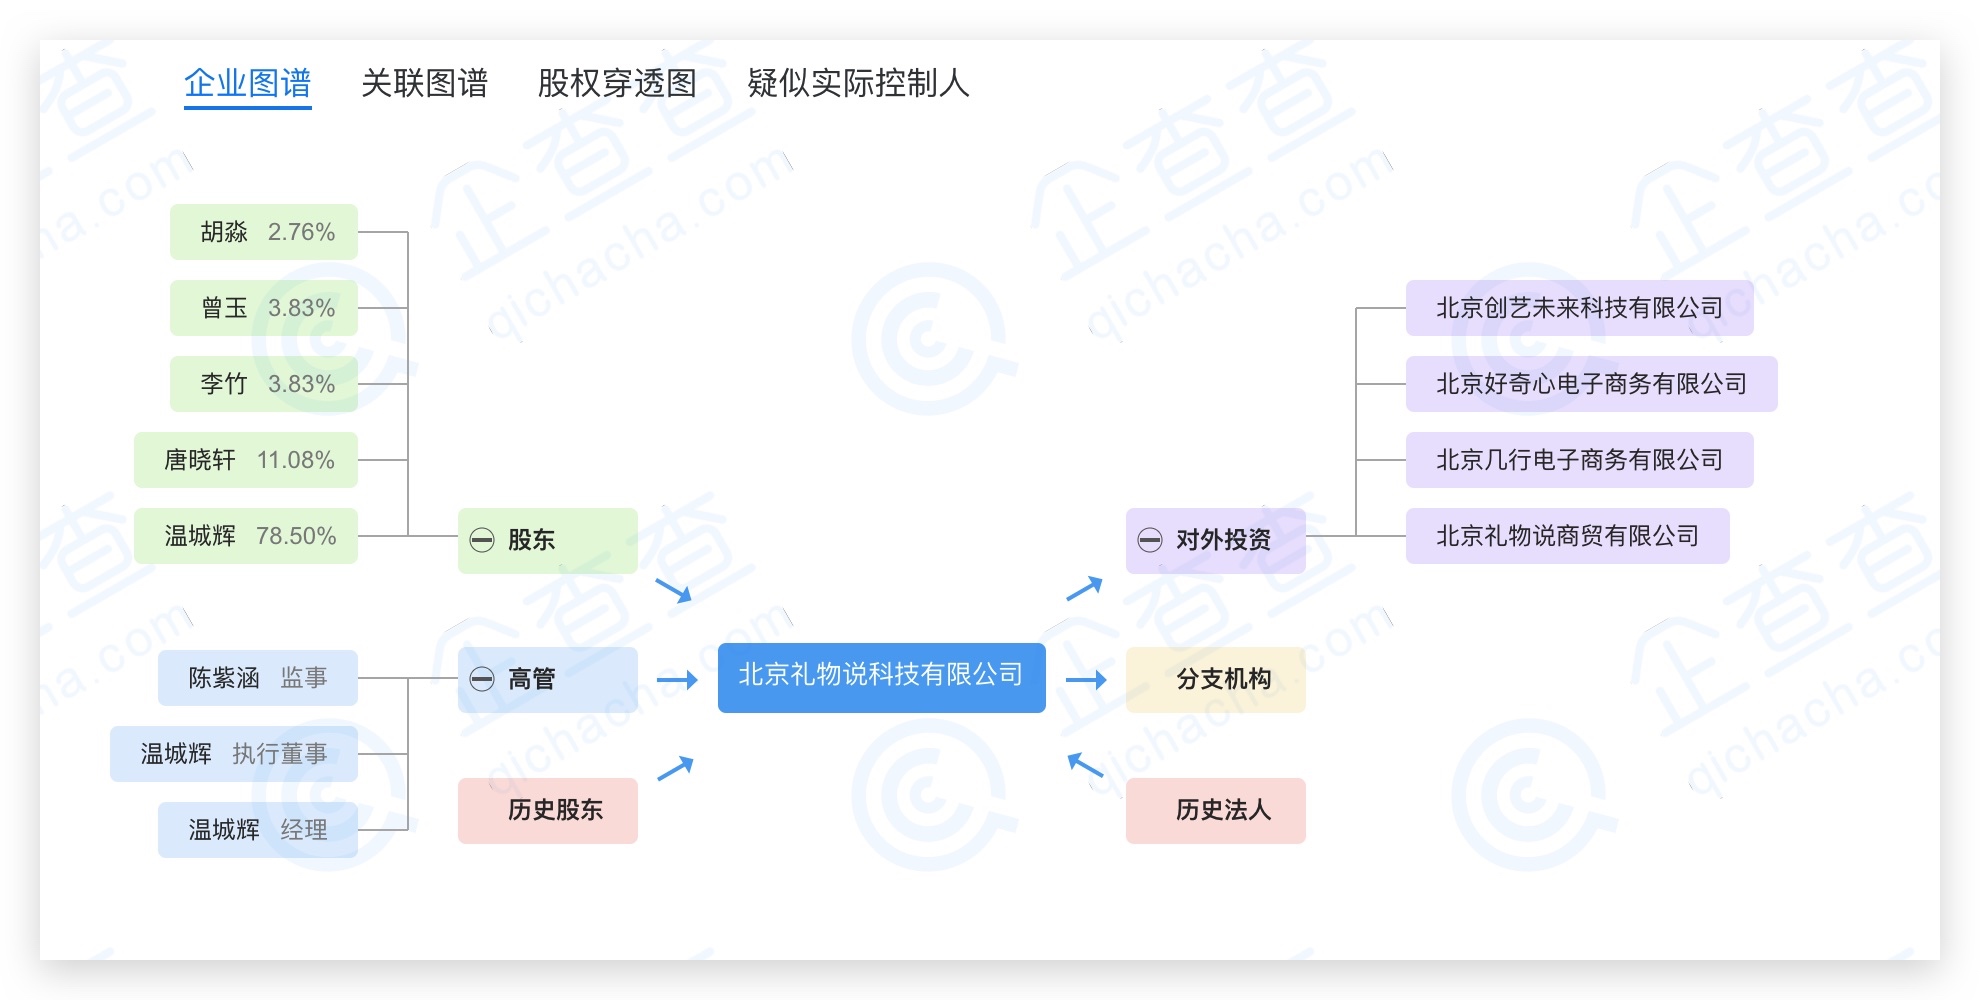 企业图谱 关联图谱 股权穿透图 疑似实际控制人
胡淼 2.76%
曾玉 3.83%
李竹 3.83%
唐晓轩 11.08%
温城辉 78.50%
股东
陈紫涵 监事
温城辉 执行董事
温城辉 经理
高管
历史股东
北京礼物说科技有限公司
对外投资
北京创艺未来科技有限公司
北京好奇心电子商务有限公司
北京几行电子商务有限公司
北京礼物说商贸有限公司
分支机构
历史法人
企查查
qichacha.com